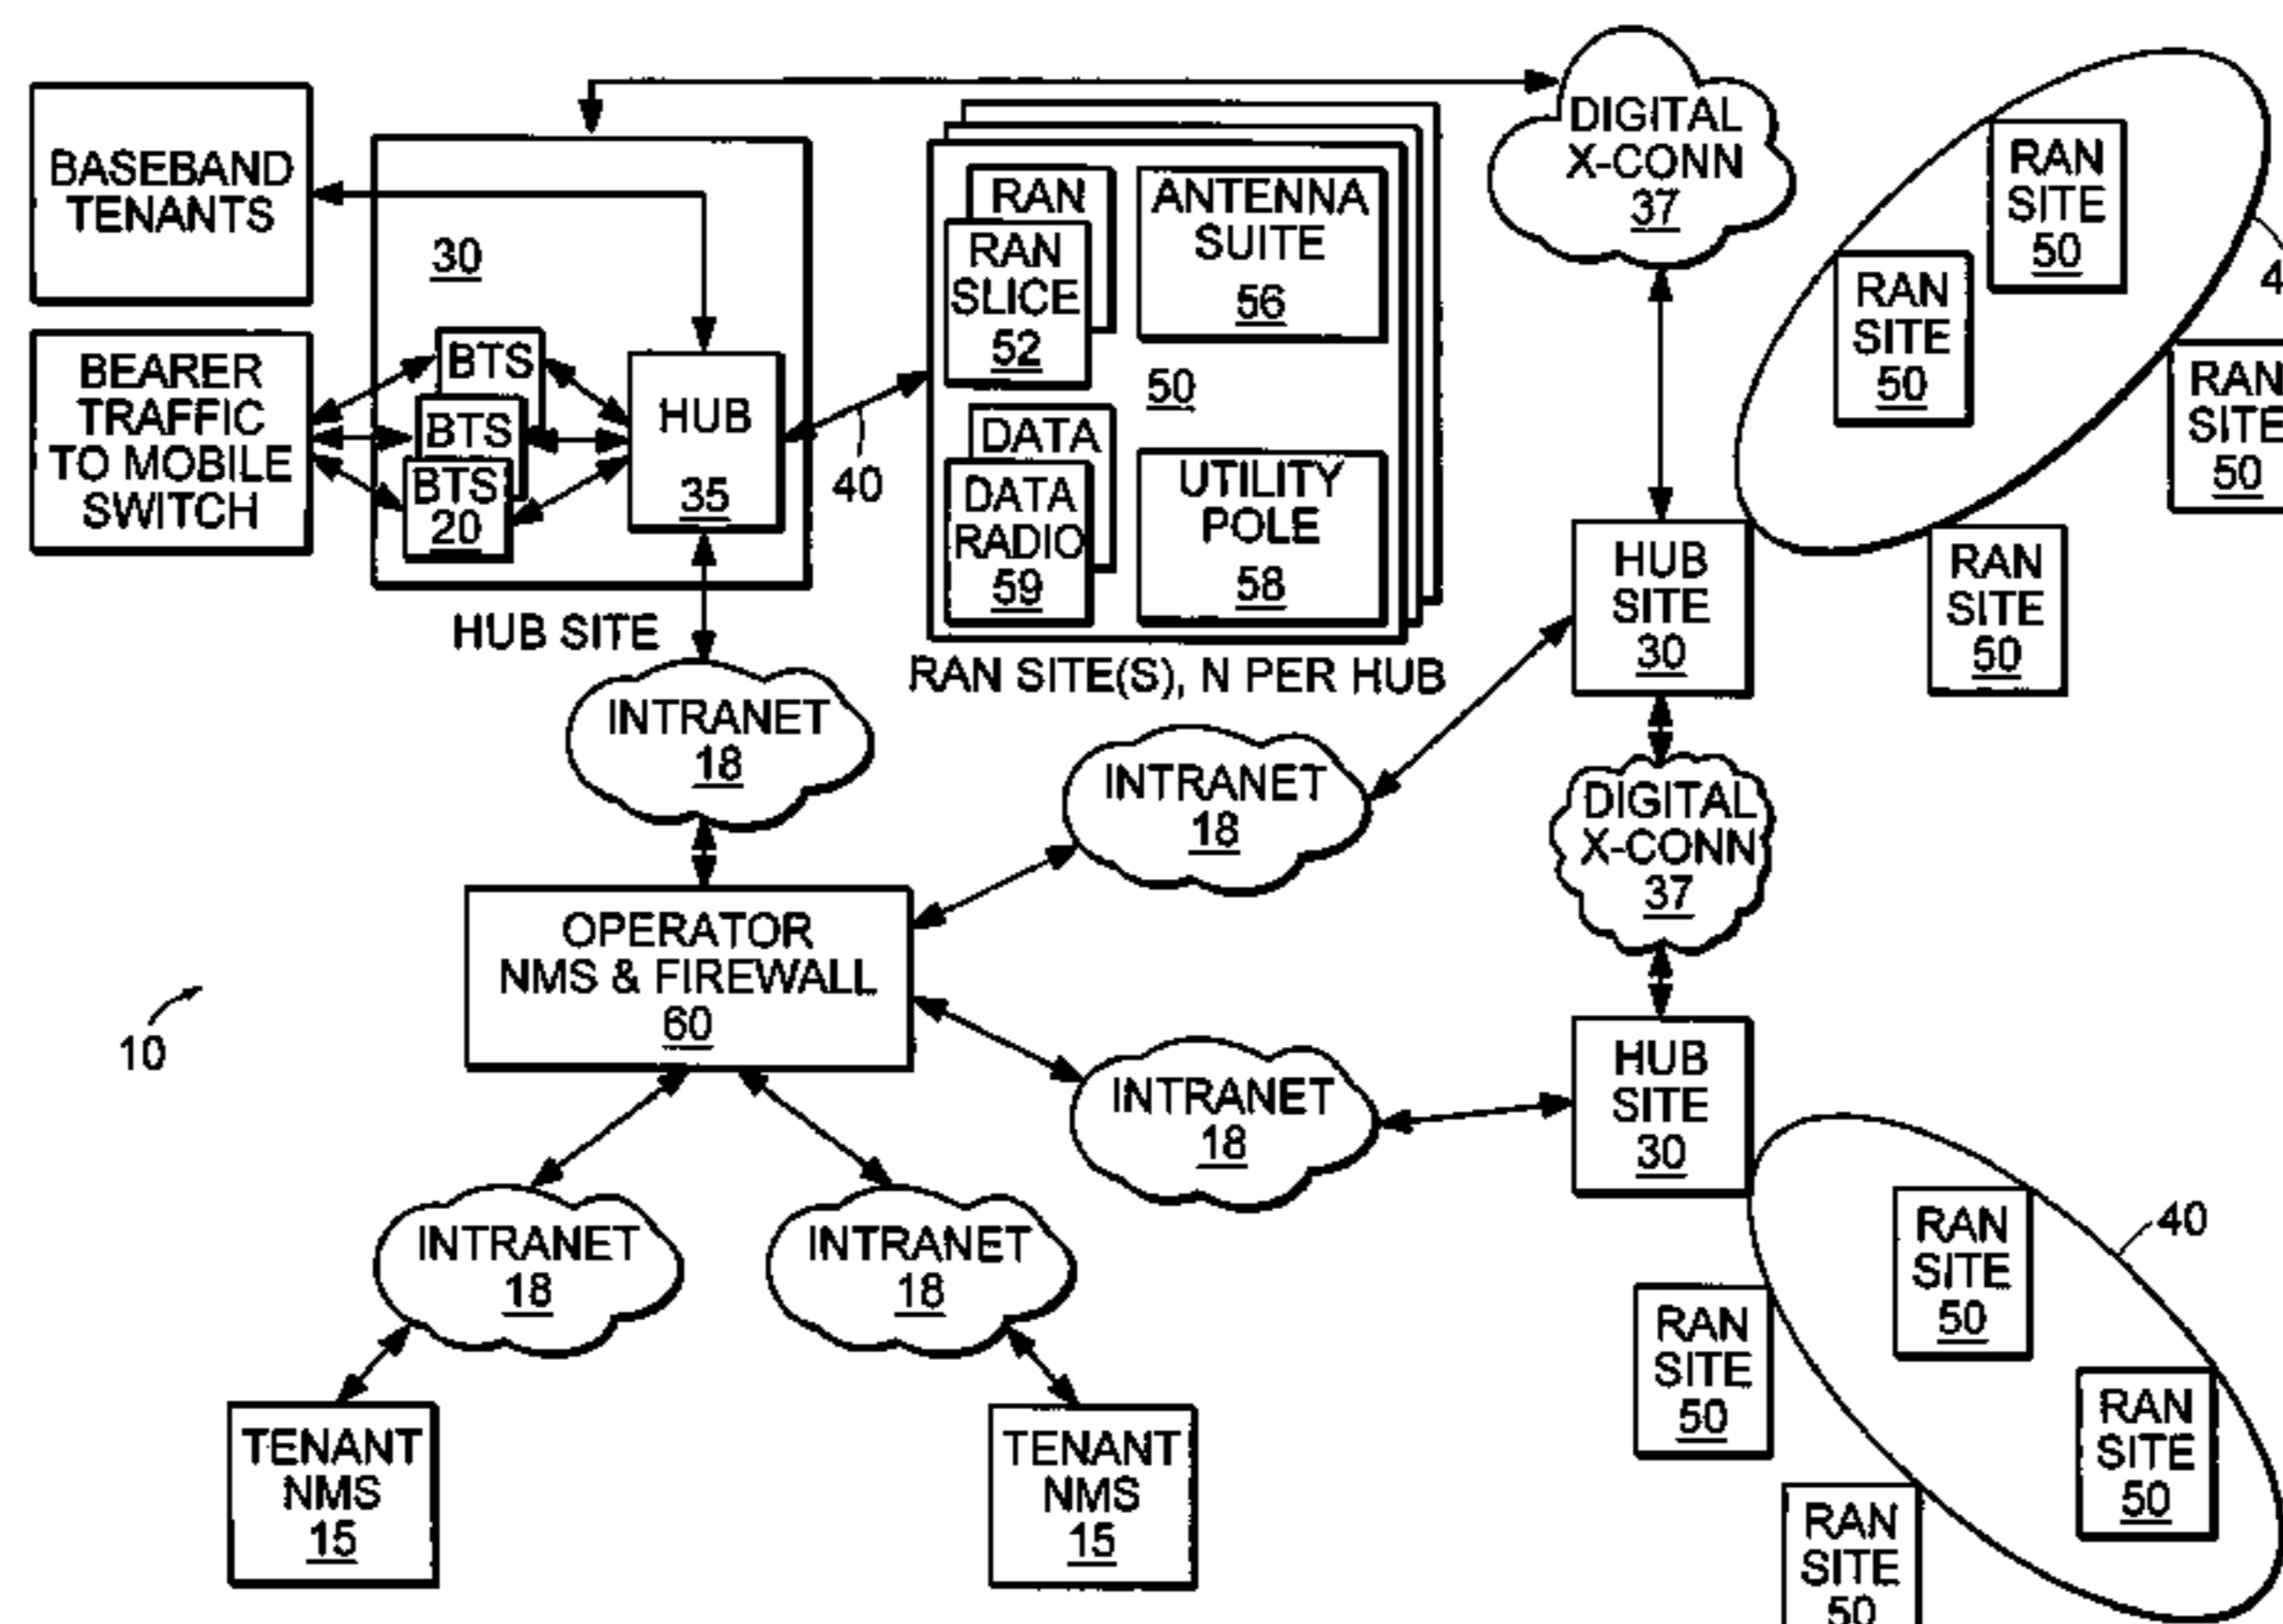 BASEBAND
TENANTS
BEARER
TRAFFIC
TO MOBILE
SWITCH
30
BTS
BTS
BTS
20
HUB
35
HUB SITE
40
RAN
RAN
SLICE
52
ANTENNA
SUITE
56
50
DATA
DATA
RADIO
59
UTILITY
POLE
58
RAN SITE(S), N PER HUB
DIGITAL
X-CONN
37
RAN
SITE
50
RAN
SITE
50
RAN
SITE
50
RAN
SITE
50
HUB
SITE
30
INTRANET
18
INTRANET
18
DIGITAL
X-CONN
37
OPERATOR
NMS & FIREWALL
60
10
INTRANET
18
HUB
SITE
30
INTRANET
18
INTRANET
18
TENANT
NMS
15
TENANT
NMS
15
40
RAN
SITE
50
RAN
SITE
50
RAN
SITE
50
RAN
SITE
50